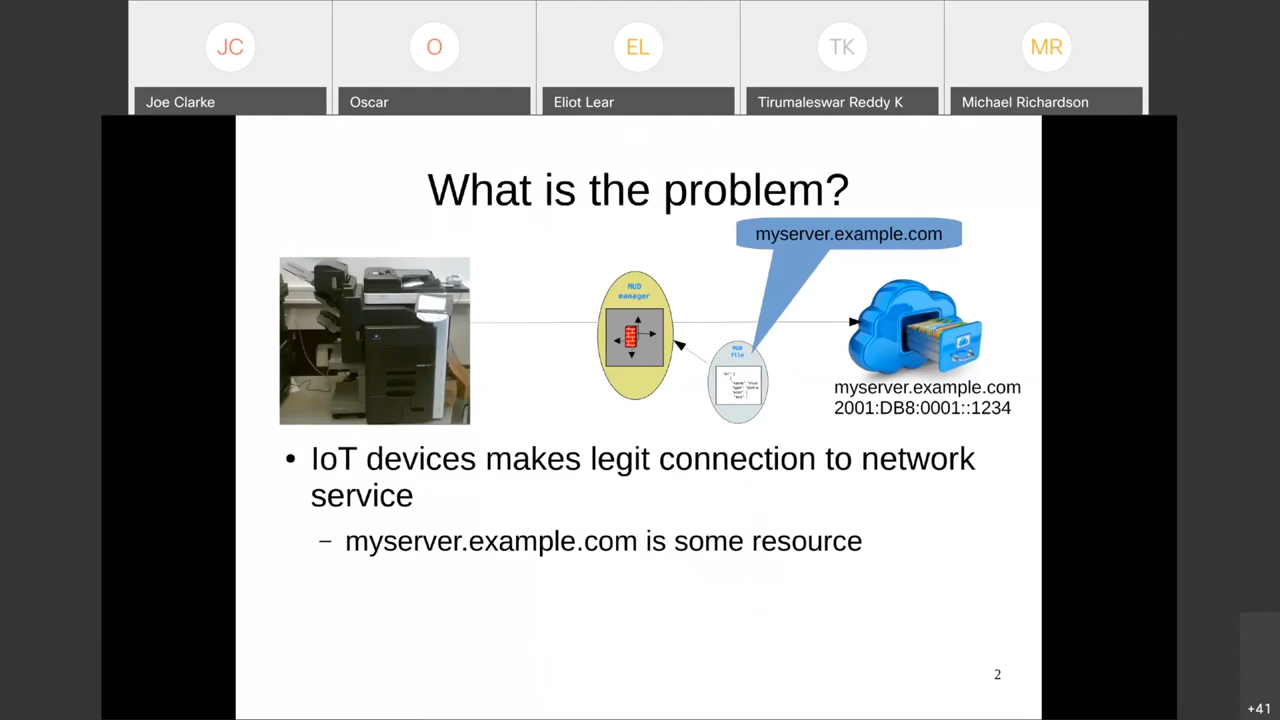 JC
O
EL
TK
MR
Joe Clarke
Oscar
Eliot Lear
Tirumaleswar Reddy K
Michael Richardson
What is the problem?
myserver.example.com
MUD
manager
MUD
file
myserver.example.com
2001:DB8:0001::1234
• IoT devices makes legit connection to network
service
– myserver.example.com is some resource
2
+41